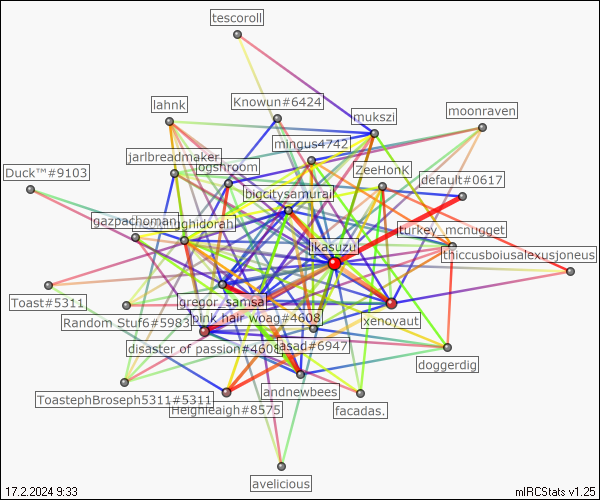 tescoroll
lahnk
Knowun#6424
mukszi
moonraven
mingus4742
jarlbreadmaker
ogshroom
ZeeHonK
Duck™#9103
default#0617
bigcitysamurai
gazpachoman
ghidorah
turkey_mcnugget
ikasuzu
thiccusboiusalexusjoneus
Toast#5311
gregor_samsar
Random Stuf6#5983
pink hair woag#4608
xenoyaut
disaster of passion#4608
asad#6947
doggerdig
andnewbees
ToastephBroseph5311#5311
Heighleaigh#8575
facadas.
avelicious
17.2.2024 9:33
mIRCStats v1.25